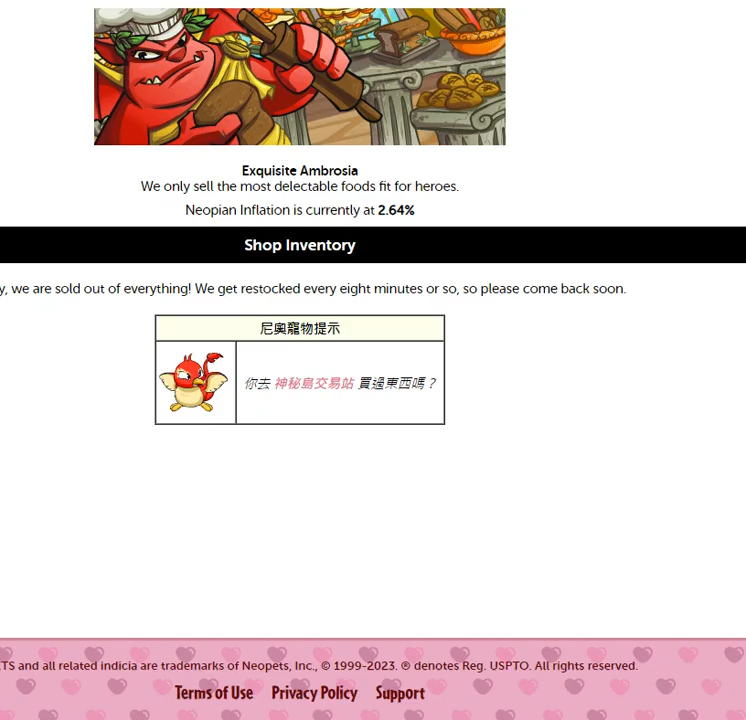 Exquisite Ambrosia
We only sell the most delectable foods fit for heroes.
Neopian Inflation is currently at 2.64%
Shop Inventory
y, we are sold out of everything! We get restocked every eight minutes or so, so please come back soon.
尼奧寵物提示
你去 神秘島交易站 買過東西嗎？
TS and all related indicia are trademarks of Neopets, Inc., © 1999-2023. ® denotes Reg. USPTO. All rights reserved.
Terms of Use Privacy Policy Support